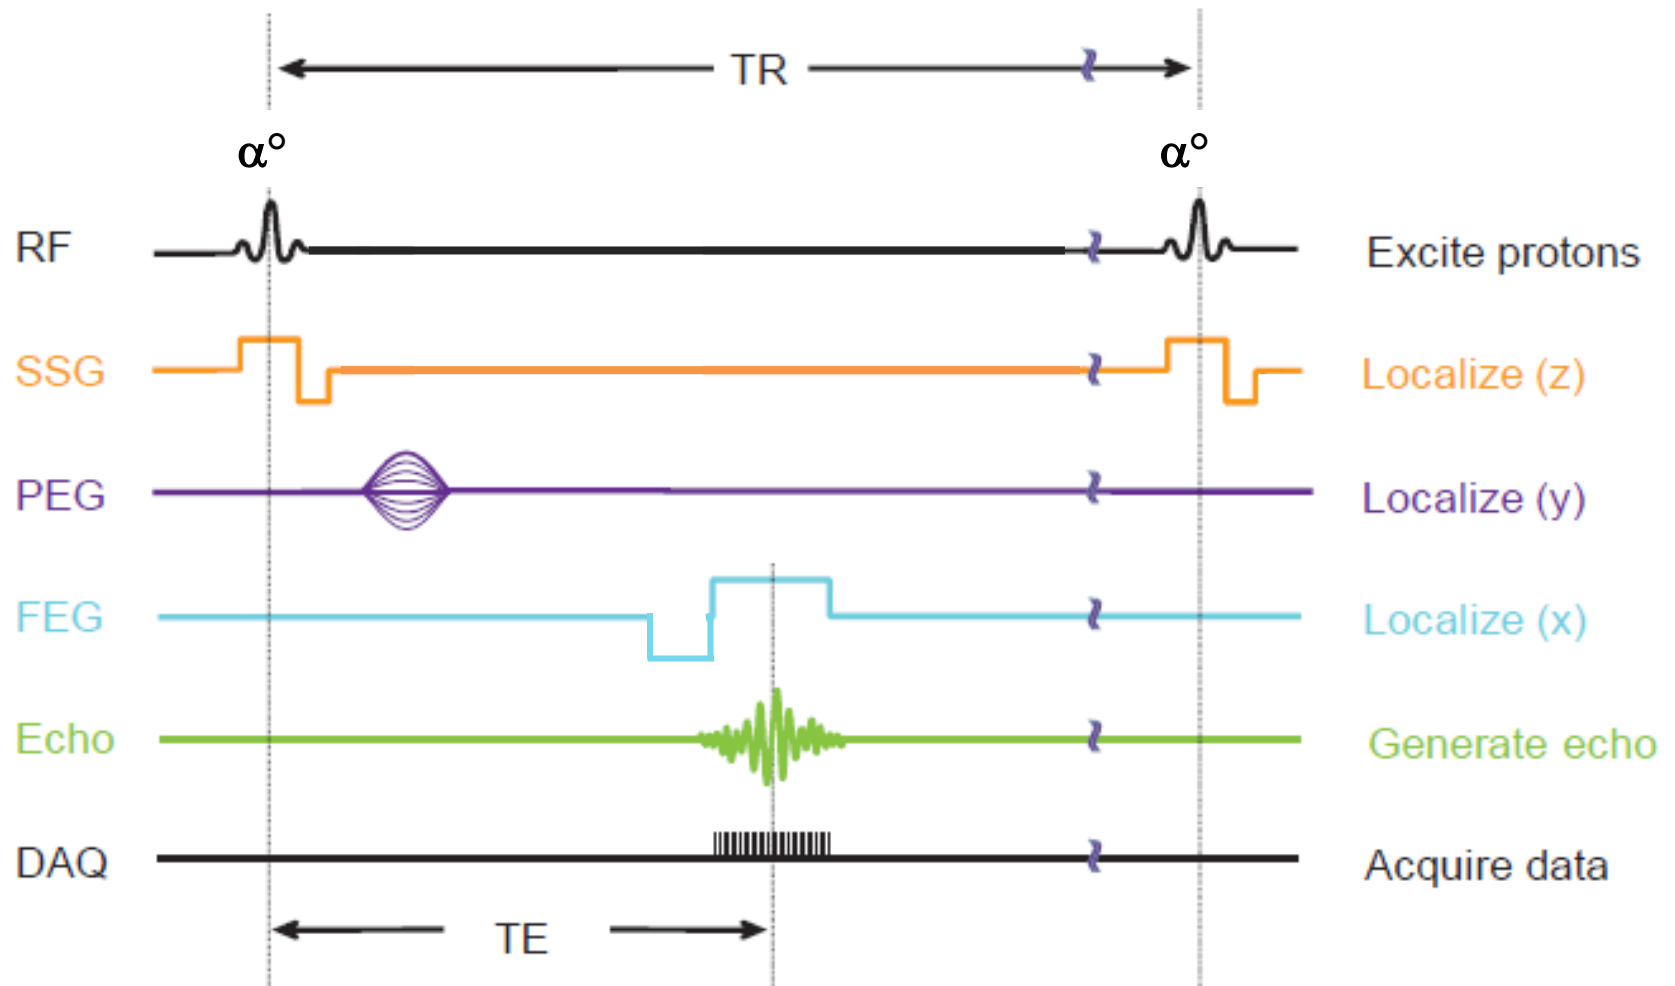 TR
α° α°
RF Excite protons
SSG Localize (z)
PEG Localize (y)
FEG Localize (x)
Echo Generate echo
DAQ Acquire data
TE